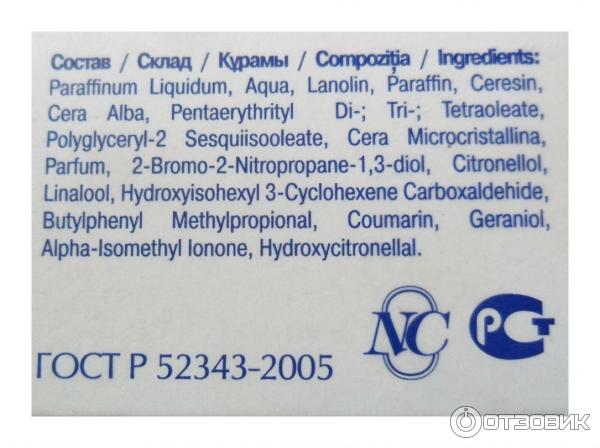 Состав / Склад / Құрамы / Compoziția / Ingredients:
Paraffinum Liquidum, Aqua, Lanolin, Paraffin, Ceresin,
Cera Alba, Pentaerythrityl Di-; Tri-; Tetraoleate,
Polyglyceryl-2 Sesquiisooleate, Cera Microcristallina,
Parfum, 2-Bromo-2-Nitropropane-1,3-diol, Citronellol,
Linalool, Hydroxyisohexyl 3-Cyclohexene Carboxaldehyde,
Butylphenyl Methylpropional, Coumarin, Geraniol,
Alpha-Isomethyl Ionone, Hydroxycitronellal.
НС
РСТ
ГОСТ Р 52343-2005
ОТЗОВИК